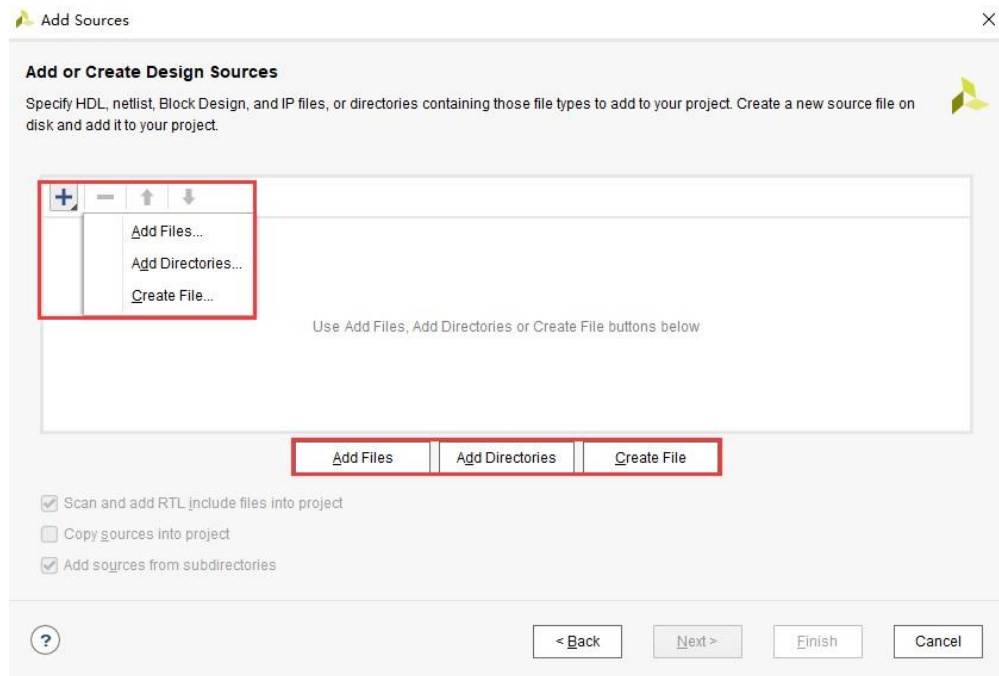 Add Sources
Add or Create Design Sources
Specify HDL, netlist, Block Design, and IP files, or directories containing those file types to add to your project. Create a new source file on
disk and add it to your project.
Add Files...
Add Directories...
Create File...
Use Add Files, Add Directories or Create File buttons below
Add Files Add Directories Create File
Scan and add RTL include files into project
Copy sources into project
Add sources from subdirectories
? < Back Next > Finish Cancel